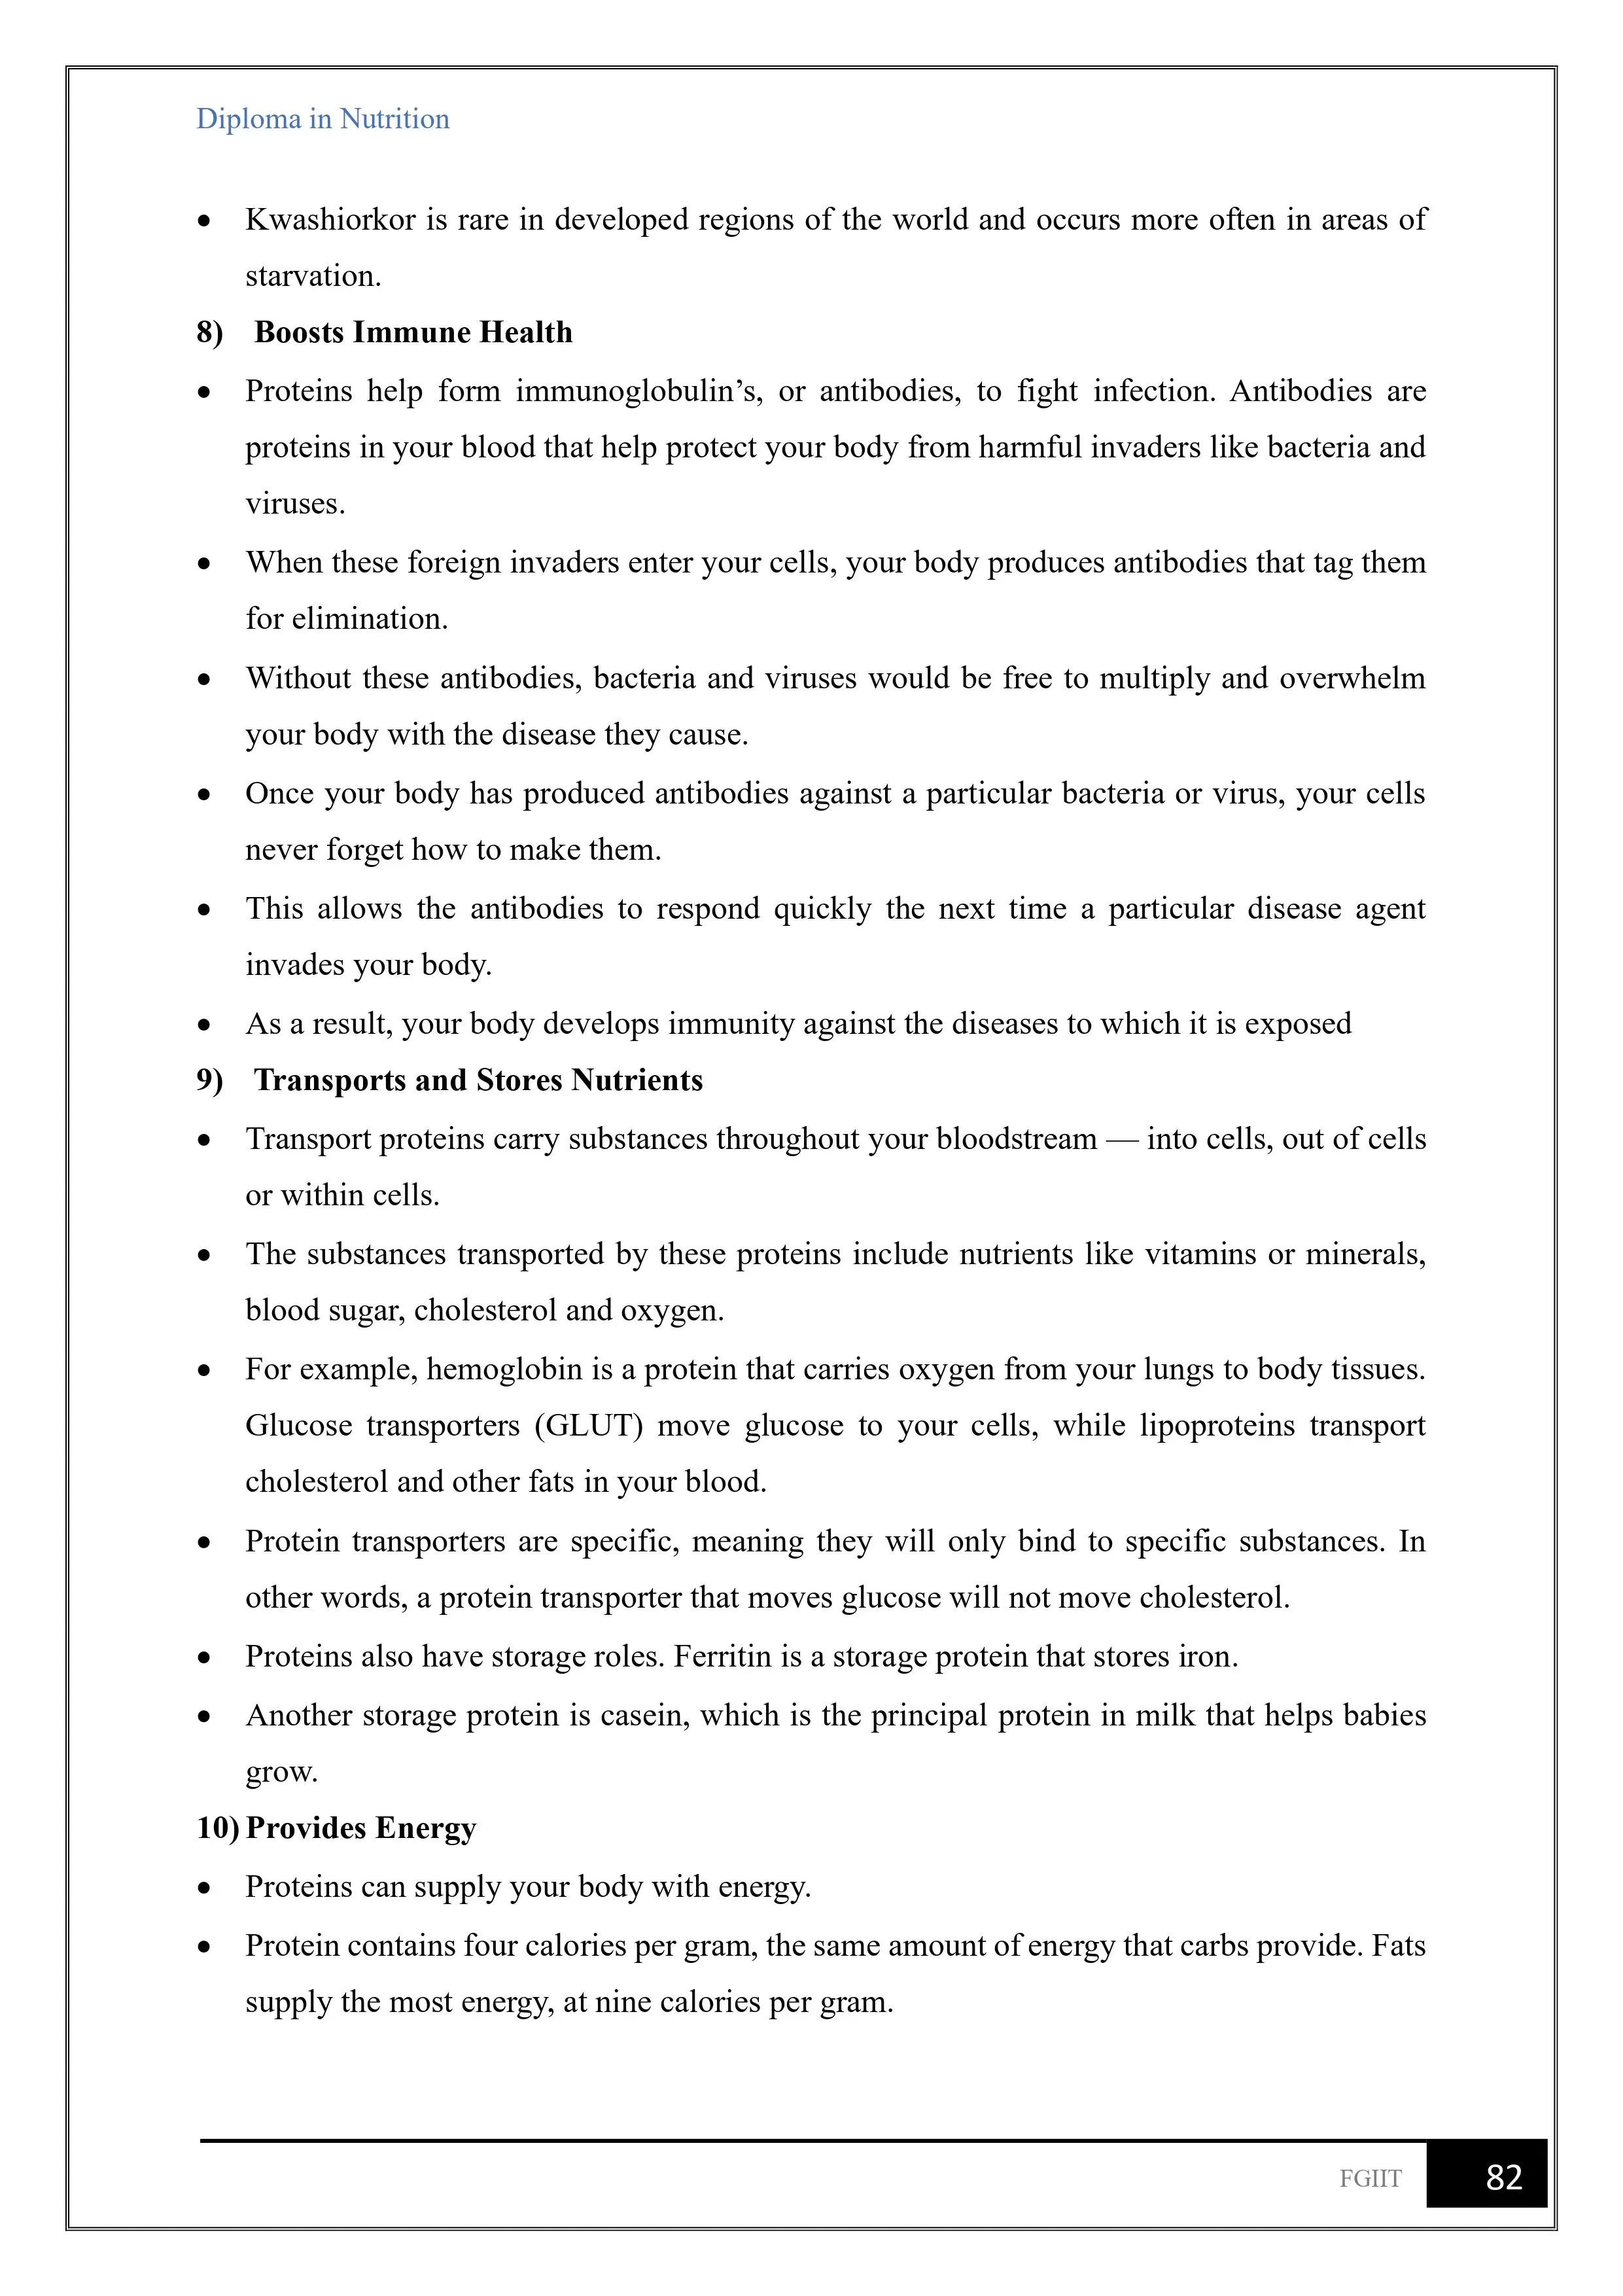 Diploma in Nutrition
• Kwashiorkor is rare in developed regions of the world and occurs more often in areas of
starvation.
8) Boosts Immune Health
• Proteins help form immunoglobulin’s, or antibodies, to fight infection. Antibodies are
proteins in your blood that help protect your body from harmful invaders like bacteria and
viruses.
• When these foreign invaders enter your cells, your body produces antibodies that tag them
for elimination.
• Without these antibodies, bacteria and viruses would be free to multiply and overwhelm
your body with the disease they cause.
• Once your body has produced antibodies against a particular bacteria or virus, your cells
never forget how to make them.
• This allows the antibodies to respond quickly the next time a particular disease agent
invades your body.
• As a result, your body develops immunity against the diseases to which it is exposed
9) Transports and Stores Nutrients
• Transport proteins carry substances throughout your bloodstream — into cells, out of cells
or within cells.
• The substances transported by these proteins include nutrients like vitamins or minerals,
blood sugar, cholesterol and oxygen.
• For example, hemoglobin is a protein that carries oxygen from your lungs to body tissues.
Glucose transporters (GLUT) move glucose to your cells, while lipoproteins transport
cholesterol and other fats in your blood.
• Protein transporters are specific, meaning they will only bind to specific substances. In
other words, a protein transporter that moves glucose will not move cholesterol.
• Proteins also have storage roles. Ferritin is a storage protein that stores iron.
• Another storage protein is casein, which is the principal protein in milk that helps babies
grow.
10) Provides Energy
• Proteins can supply your body with energy.
• Protein contains four calories per gram, the same amount of energy that carbs provide. Fats
supply the most energy, at nine calories per gram.
FGIIT 82